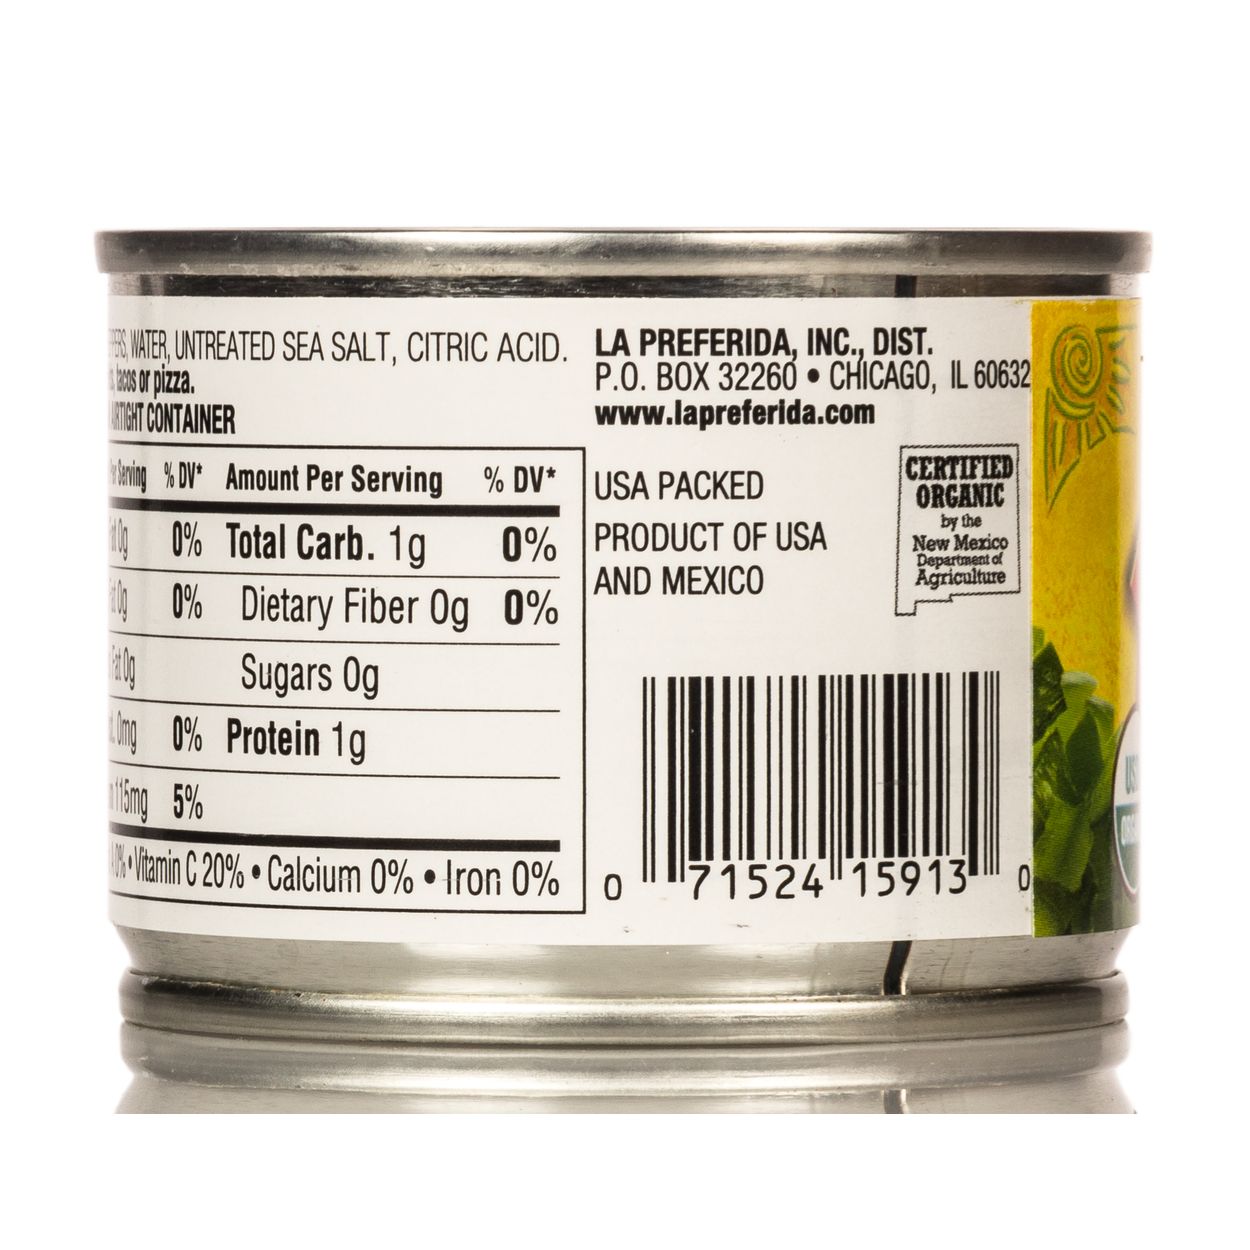 WATER, UNTREATED SEA SALT, CITRIC ACID.
tacos or pizza.
AIRTIGHT CONTAINER
Per Serving % DV* Amount Per Serving % DV*
Fat 0g 0% Total Carb. 1g 0%
Fat 0g 0% Dietary Fiber 0g 0%
Fat 0g Sugars 0g
0mg 0% Protein 1g
115mg 5%
0% • Vitamin C 20% • Calcium 0% • Iron 0%
LA PREFERIDA, INC., DIST.
P.O. BOX 32260 • CHICAGO, IL 60632
www.lapreferida.com
USA PACKED
PRODUCT OF USA
AND MEXICO
CERTIFIED
ORGANIC
by the
New Mexico
Department of
Agriculture
0 71524 15913 0